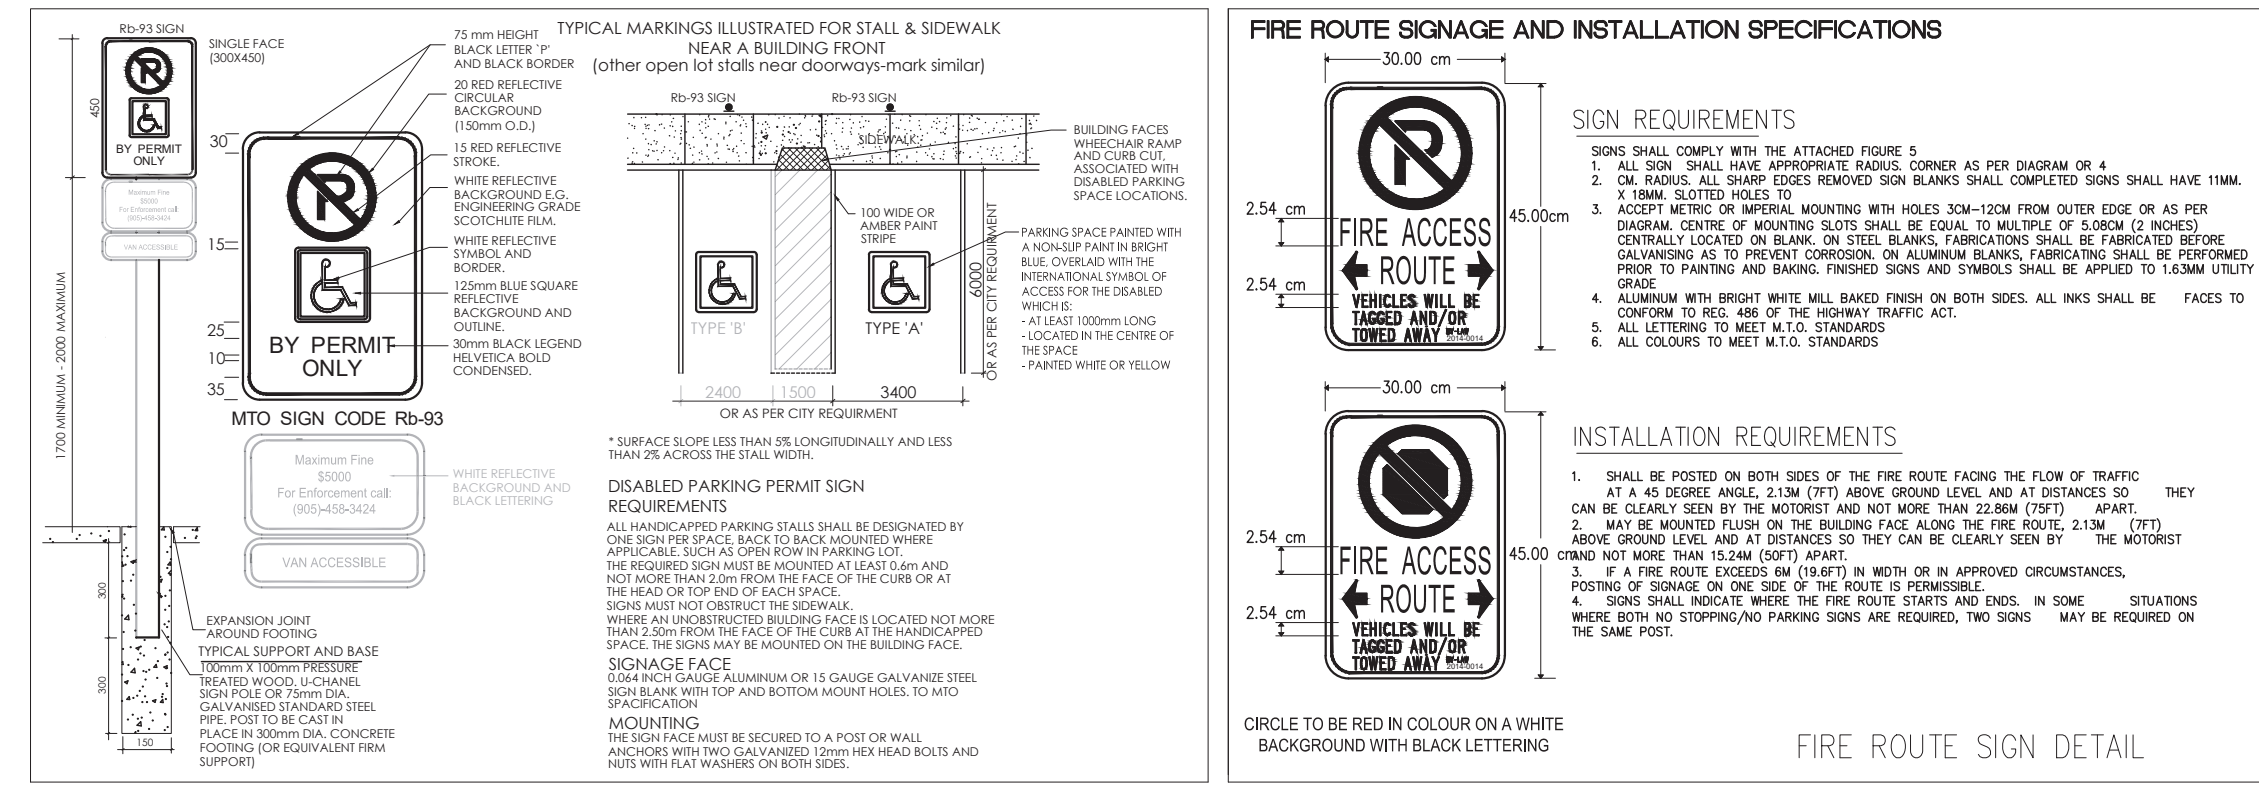 Rb-93 SIGN
SINGLE FACE
(300X450)
450
BY PERMIT
ONLY
Maximum Fine
$5000
For Enforcement call:
(905)-458-3424
VAN ACCESSIBLE
1700 MINIMUM - 2000 MAXIMUM
300
300
150
EXPANSION JOINT
AROUND FOOTING
TYPICAL SUPPORT AND BASE
100mm X 100mm PRESSURE
TREATED WOOD. U-CHANEL
SIGN POLE OR 75mm DIA.
GALVANISED STANDARD STEEL
PIPE. POST TO BE CAST IN
PLACE IN 300mm DIA. CONCRETE
FOOTING (OR EQUIVALENT FIRM
SUPPORT)
30
15
25
10
35
P
BY PERMIT
ONLY
MTO SIGN CODE Rb-93
Maximum Fine
$5000
For Enforcement call:
(905)-458-3424
VAN ACCESSIBLE
75 mm HEIGHT
BLACK LETTER `P'
AND BLACK BORDER
20 RED REFLECTIVE
CIRCULAR
BACKGROUND
(150mm O.D.)
15 RED REFLECTIVE
STROKE.
WHITE REFLECTIVE
BACKGROUND E.G.
ENGINEERING GRADE
SCOTCHLITE FILM.
WHITE REFLECTIVE
SYMBOL AND
BORDER.
125mm BLUE SQUARE
REFLECTIVE
BACKGROUND AND
OUTLINE.
30mm BLACK LEGEND
HELVETICA BOLD
CONDENSED.
WHITE REFLECTIVE
BACKGROUND AND
BLACK LETTERING
TYPICAL MARKINGS ILLUSTRATED FOR STALL & SIDEWALK
NEAR A BUILDING FRONT
(other open lot stalls near doorways-mark similar)
Rb-93 SIGN
Rb-93 SIGN
SIDEWALK
BUILDING FACES
WHEECHAIR RAMP
AND CURB CUT,
ASSOCIATED WITH
DISABLED PARKING
SPACE LOCATIONS.
100 WIDE OR
AMBER PAINT
STRIPE
PARKING SPACE PAINTED WITH
A NON-SLIP PAINT IN BRIGHT
BLUE, OVERLAID WITH THE
INTERNATIONAL SYMBOL OF
ACCESS FOR THE DISABLED
WHICH IS:
- AT LEAST 1000mm LONG
- LOCATED IN THE CENTRE OF
THE SPACE
- PAINTED WHITE OR YELLOW
TYPE 'B'
TYPE 'A'
6000
OR AS PER CITY REQUIRMENT
2400
1500
3400
OR AS PER CITY REQUIRMENT
* SURFACE SLOPE LESS THAN 5% LONGITUDINALLY AND LESS
THAN 2% ACROSS THE STALL WIDTH.
DISABLED PARKING PERMIT SIGN
REQUIREMENTS
ALL HANDICAPPED PARKING STALLS SHALL BE DESIGNATED BY
ONE SIGN PER SPACE, BACK TO BACK MOUNTED WHERE
APPLICABLE. SUCH AS OPEN ROW IN PARKING LOT.
THE REQUIRED SIGN MUST BE MOUNTED AT LEAST 0.6m AND
NOT MORE THAN 2.0m FROM THE FACE OF THE CURB OR AT
THE HEAD OR TOP END OF EACH SPACE.
SIGNS MUST NOT OBSTRUCT THE SIDEWALK.
WHERE AN UNOBSTRUCTED BIULDING FACE IS LOCATED NOT MORE
THAN 2.50m FROM THE FACE OF THE CURB AT THE HANDICAPPED
SPACE. THE SIGNS MAY BE MOUNTED ON THE BUILDING FACE.
SIGNAGE FACE
0.064 INCH GAUGE ALUMINUM OR 15 GAUGE GALVANIZE STEEL
SIGN BLANK WITH TOP AND BOTTOM MOUNT HOLES. TO MTO
SPACIFICATION
MOUNTING
THE SIGN FACE MUST BE SECURED TO A POST OR WALL
ANCHORS WITH TWO GALVANIZED 12mm HEX HEAD BOLTS AND
NUTS WITH FLAT WASHERS ON BOTH SIDES.
FIRE ROUTE SIGNAGE AND INSTALLATION SPECIFICATIONS
30.00 cm
45.00cm
2.54 cm
2.54 cm
FIRE ACCESS
ROUTE
VEHICLES WILL BE
TAGGED AND/OR
TOWED AWAY BY-LAW
2014-0014
30.00 cm
45.00 cm
2.54 cm
2.54 cm
FIRE ACCESS
ROUTE
VEHICLES WILL BE
TAGGED AND/OR
TOWED AWAY BY-LAW
2014-0014
CIRCLE TO BE RED IN COLOUR ON A WHITE
BACKGROUND WITH BLACK LETTERING
SIGN REQUIREMENTS
SIGNS SHALL COMPLY WITH THE ATTACHED FIGURE 5
1. ALL SIGN SHALL HAVE APPROPRIATE RADIUS. CORNER AS PER DIAGRAM OR 4
2. CM. RADIUS. ALL SHARP EDGES REMOVED SIGN BLANKS SHALL COMPLETED SIGNS SHALL HAVE 11MM.
X 18MM. SLOTTED HOLES TO
3. ACCEPT METRIC OR IMPERIAL MOUNTING WITH HOLES 3CM-12CM FROM OUTER EDGE OR AS PER
DIAGRAM. CENTRE OF MOUNTING SLOTS SHALL BE EQUAL TO MULTIPLE OF 5.08CM (2 INCHES)
CENTRALLY LOCATED ON BLANK. ON STEEL BLANKS, FABRICATIONS SHALL BE FABRICATED BEFORE
GALVANISING AS TO PREVENT CORROSION. ON ALUMINUM BLANKS, FABRICATING SHALL BE PERFORMED
PRIOR TO PAINTING AND BAKING. FINISHED SIGNS AND SYMBOLS SHALL BE APPLIED TO 1.63MM UTILITY
GRADE
4. ALUMINUM WITH BRIGHT WHITE MILL BAKED FINISH ON BOTH SIDES. ALL INKS SHALL BE FACES TO
CONFORM TO REG. 486 OF THE HIGHWAY TRAFFIC ACT.
5. ALL LETTERING TO MEET M.T.O. STANDARDS
6. ALL COLOURS TO MEET M.T.O. STANDARDS
INSTALLATION REQUIREMENTS
1. SHALL BE POSTED ON BOTH SIDES OF THE FIRE ROUTE FACING THE FLOW OF TRAFFIC
AT A 45 DEGREE ANGLE, 2.13M (7FT) ABOVE GROUND LEVEL AND AT DISTANCES SO THEY
CAN BE CLEARLY SEEN BY THE MOTORIST AND NOT MORE THAN 22.86M (75FT) APART.
2. MAY BE MOUNTED FLUSH ON THE BUILDING FACE ALONG THE FIRE ROUTE, 2.13M (7FT)
ABOVE GROUND LEVEL AND AT DISTANCES SO THEY CAN BE CLEARLY SEEN BY THE MOTORIST
AND NOT MORE THAN 15.24M (50FT) APART.
3. IF A FIRE ROUTE EXCEEDS 6M (19.6FT) IN WIDTH OR IN APPROVED CIRCUMSTANCES,
POSTING OF SIGNAGE ON ONE SIDE OF THE ROUTE IS PERMISSIBLE.
4. SIGNS SHALL INDICATE WHERE THE FIRE ROUTE STARTS AND ENDS. IN SOME SITUATIONS
WHERE BOTH NO STOPPING/NO PARKING SIGNS ARE REQUIRED, TWO SIGNS MAY BE REQUIRED ON
THE SAME POST.
FIRE ROUTE SIGN DETAIL